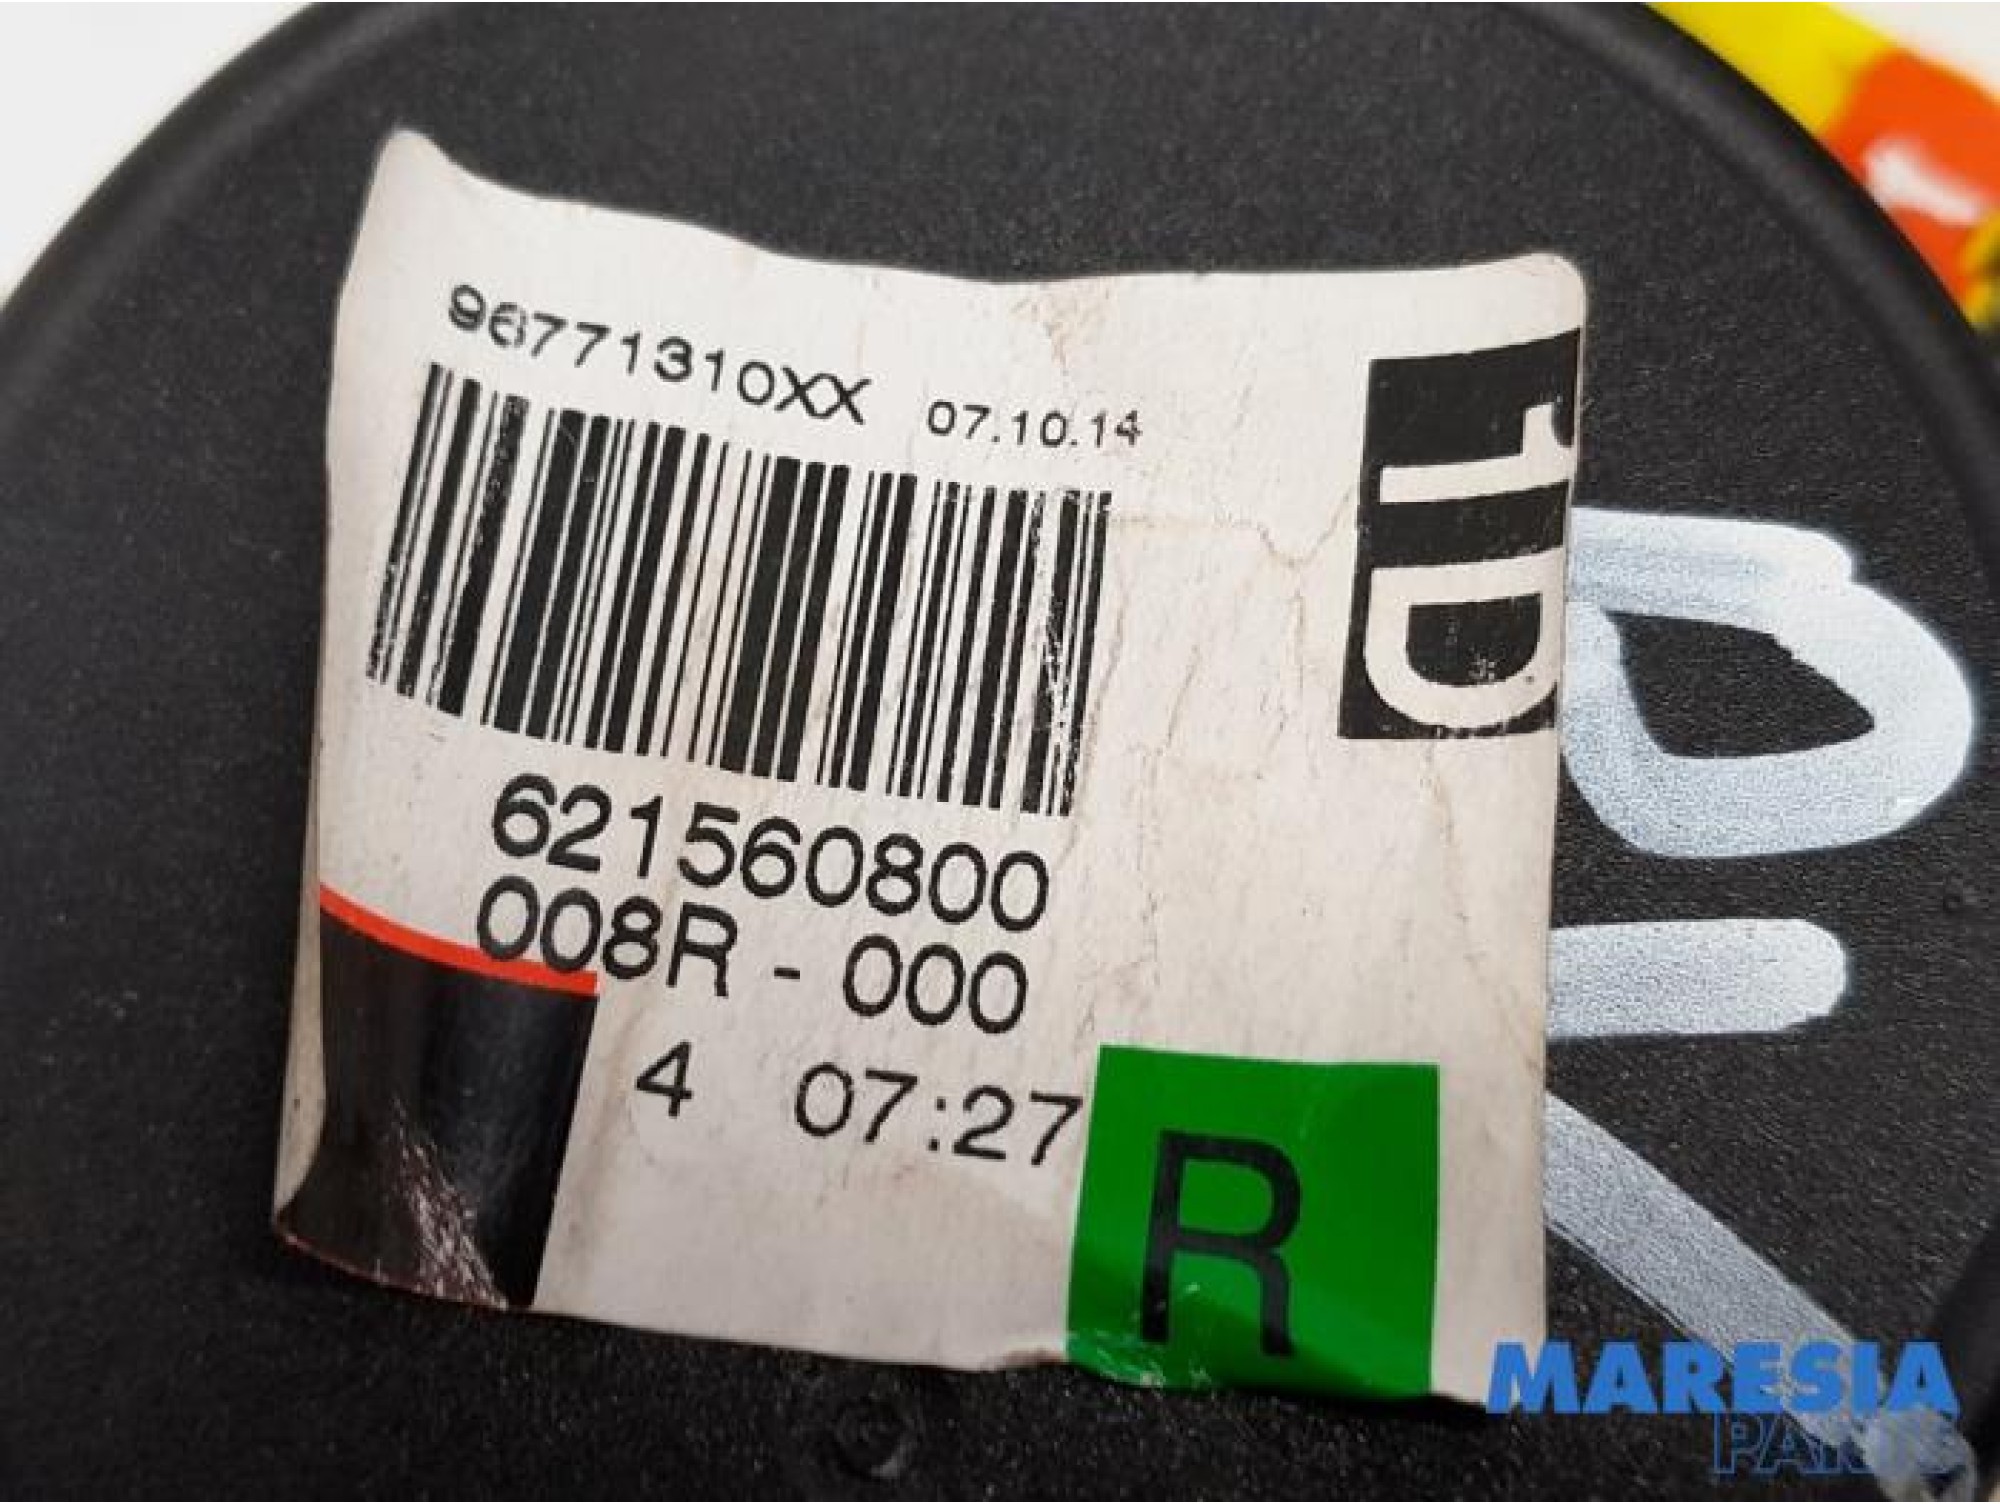 96771310XX 07.10.14
621560800
008R - 000
4 07:27
R
MARESIA
PARTS